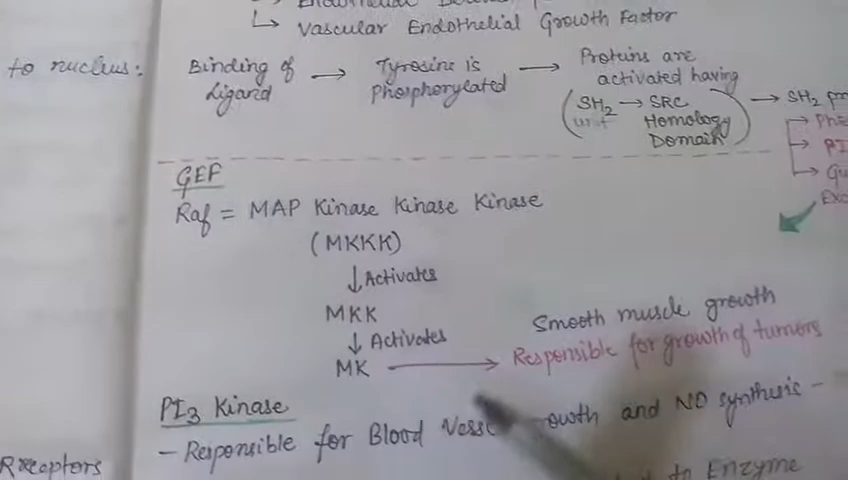 ↳ Vascular Endothelial Growth Factor
to nucleus:
Binding of Ligand → Tyrosine is Phosphorylated → Proteins are activated having
(SH2 → SRC Homology Domain) → SH2
GEF
Raf = MAP Kinase Kinase Kinase
(MKKK)
↓ Activates
MKK
↓ Activates
MK → Smooth muscle growth
Responsible for growth of tumors
PI3 Kinase
- Responsible for Blood and NO synthesis -
Receptors
to Enzyme